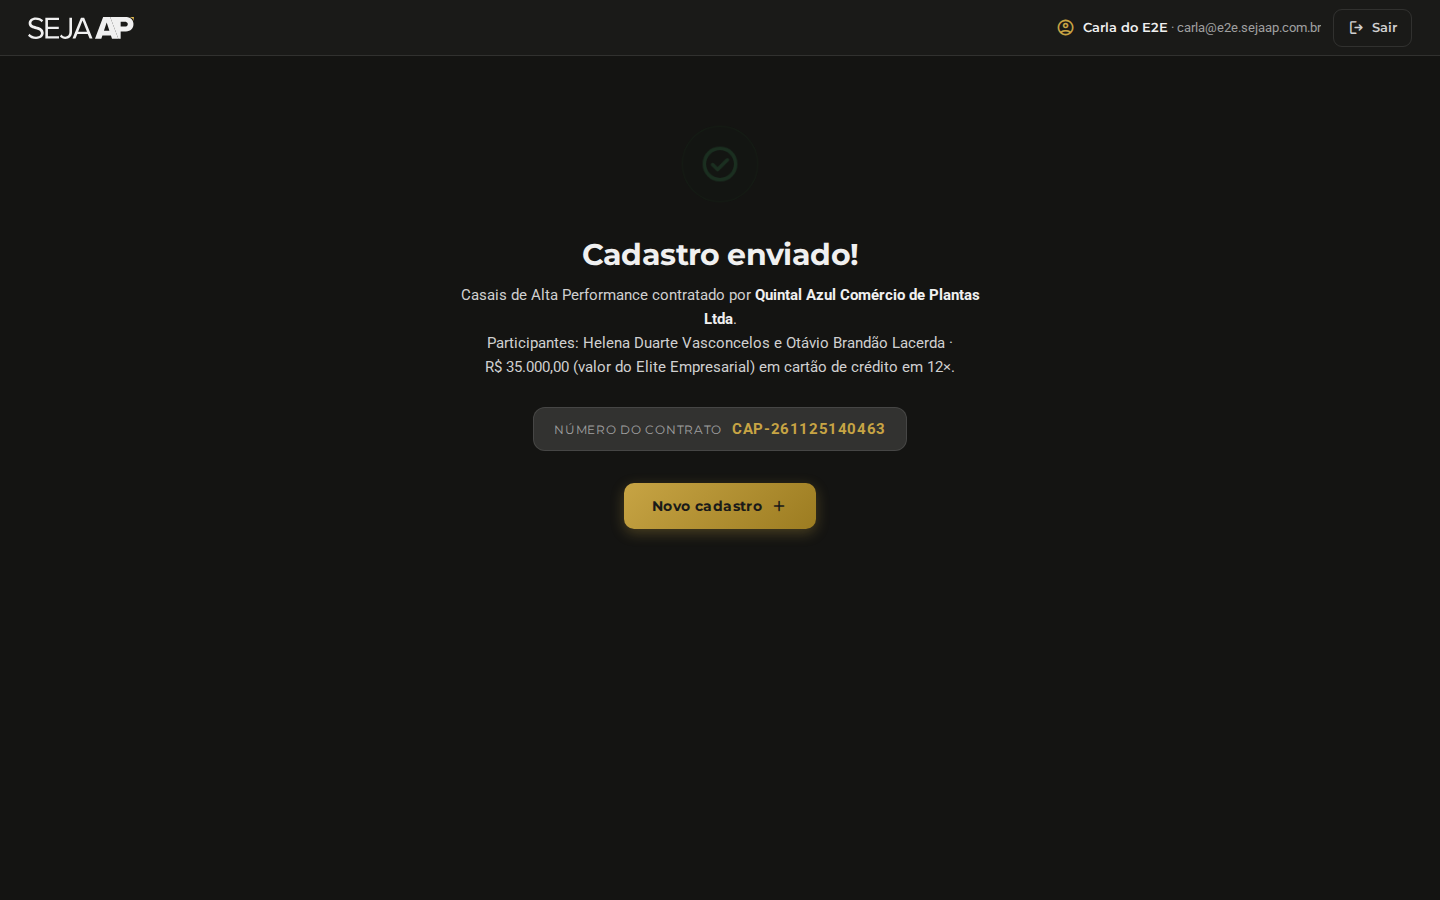 SEJA AP
Carla do E2E · carla@e2e.sejaap.com.br
Sair
Cadastro enviado!
Casais de Alta Performance contratado por Quintal Azul Comércio de Plantas
Ltda.
Participantes: Helena Duarte Vasconcelos e Otávio Brandão Lacerda ·
R$ 35.000,00 (valor do Elite Empresarial) em cartão de crédito em 12×.
NÚMERO DO CONTRATO CAP-261125140463
Novo cadastro +